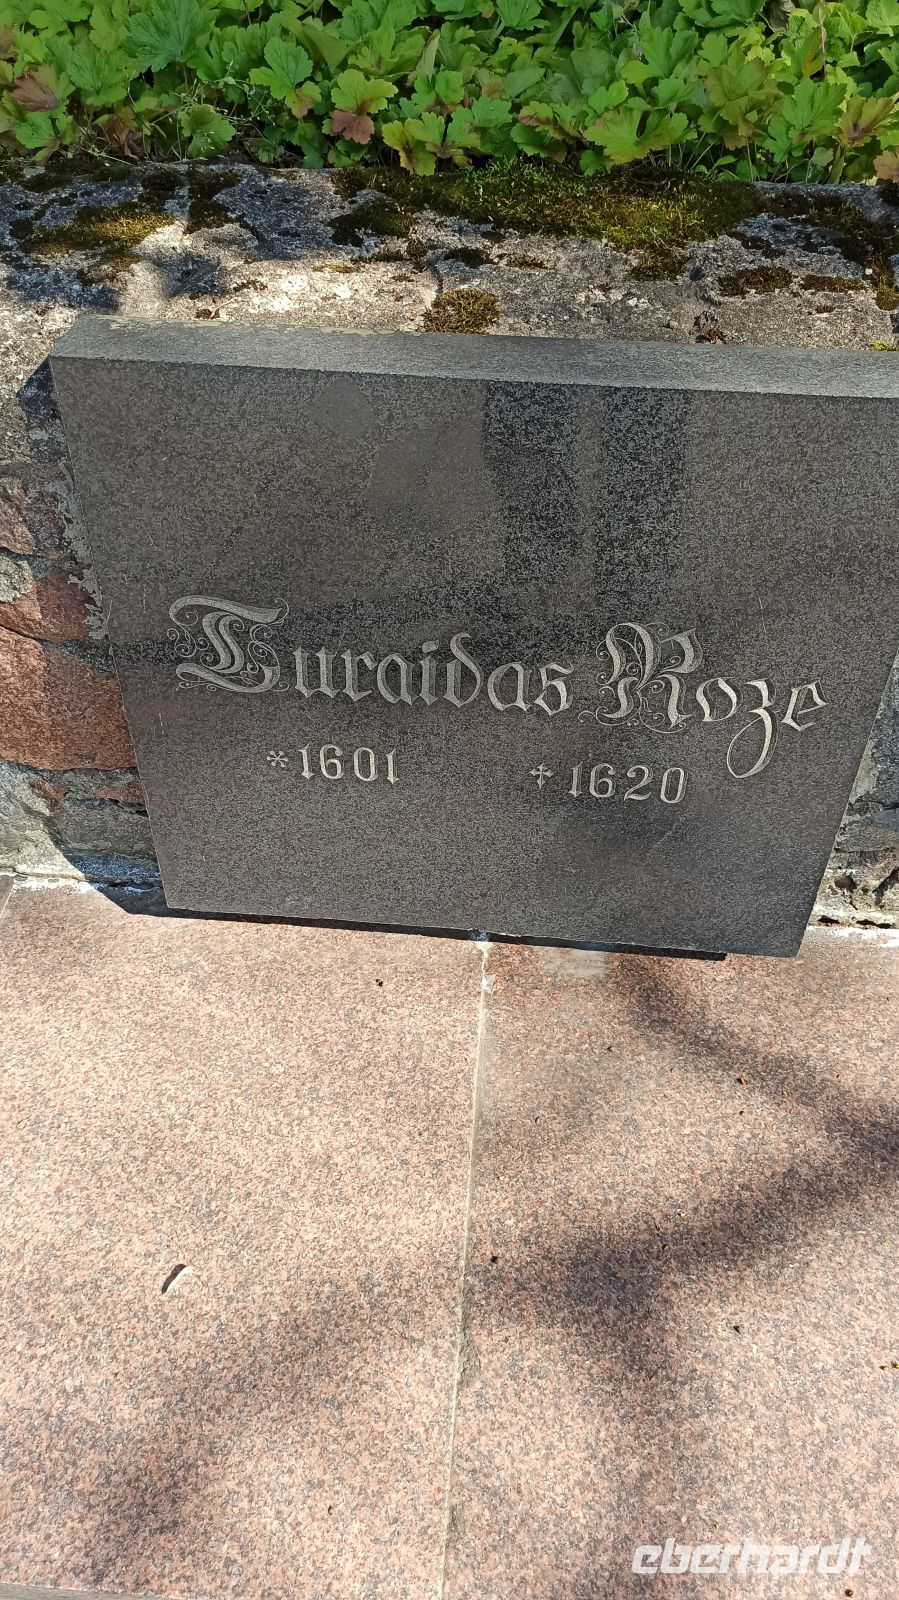 Turaidas Roze
*1601 ✝1620
eberhardt